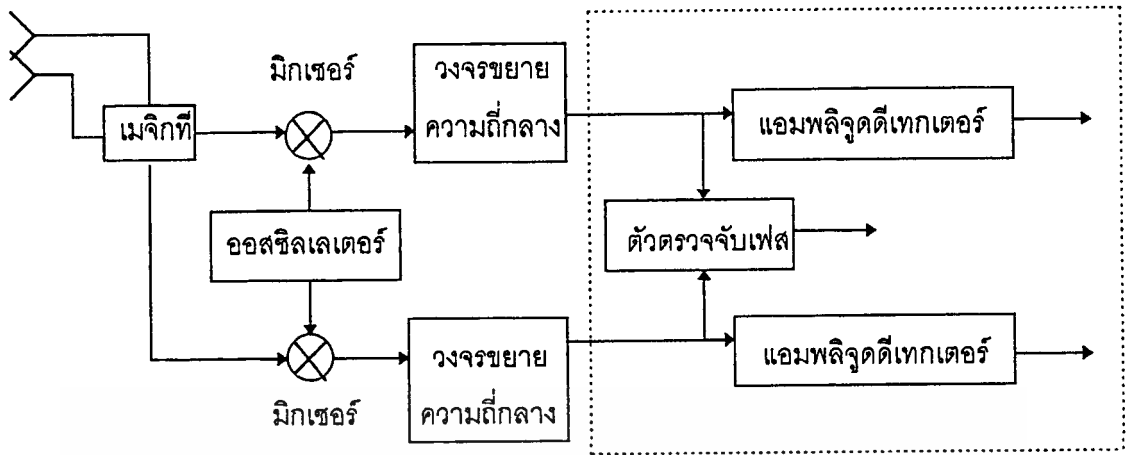 มิกเซอร์
วงจรขยาย
ความถี่กลาง
เมจิกที
แอมพลิจูดดีเทกเตอร์
ออสซิลเลเตอร์
ตัวตรวจจับเฟส
มิกเซอร์
วงจรขยาย
ความถี่กลาง
แอมพลิจูดดีเทกเตอร์